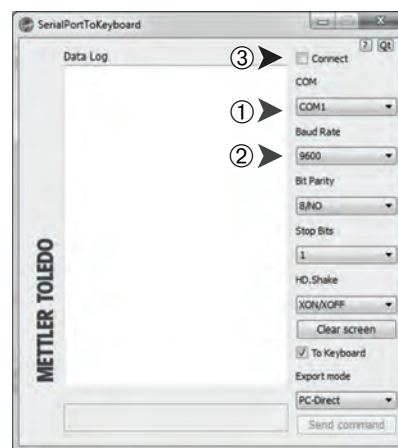 SerialPortToKeyboard
? Qt
Data Log
③ Connect
COM
① COM1
Baud Rate
② 9600
Bit Parity
8/NO
Stop Bits
1
HD.Shake
XON/XOFF
Clear screen
To Keyboard
Export mode
PC-Direct
Send command
METTLER TOLEDO